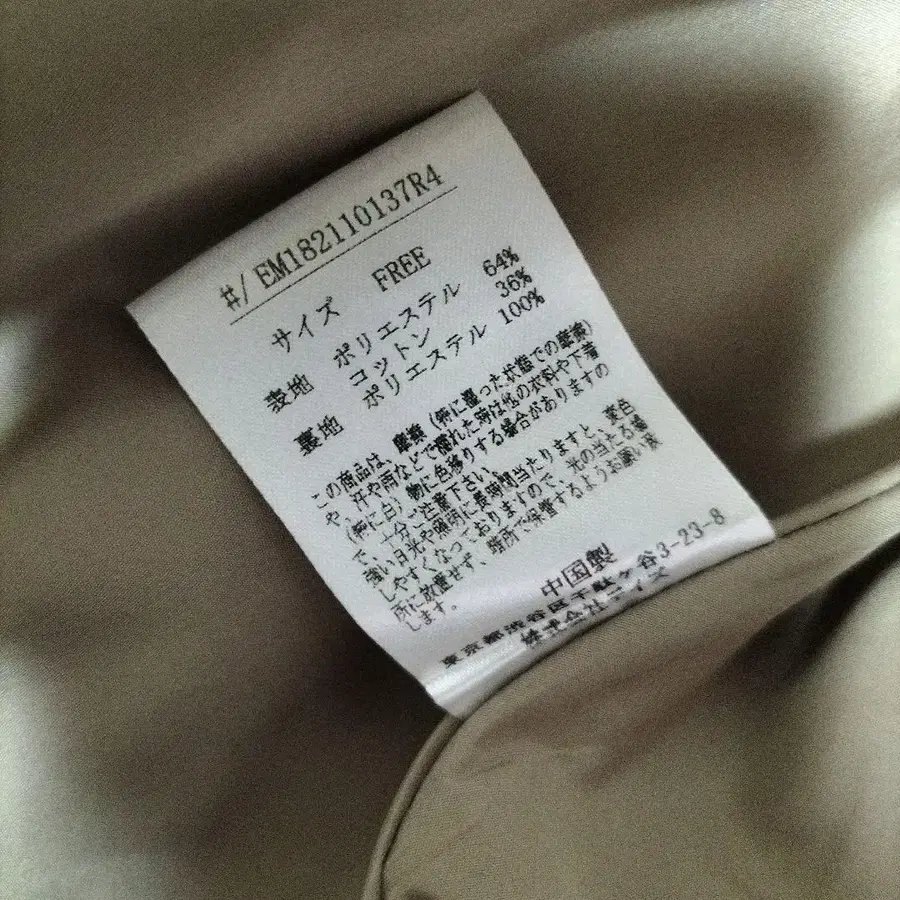 #/ EM182110137R4
サイズ FREE
表地 ポリエステル 64%
コットン 36%
裏地 ポリエステル 100%
この商品は、摩擦（特に湿った状態での摩擦）
や、汗や雨などで濡れた時は他の衣料や下着
（特に白）物に色移りする場合がありますの
で、十分ご注意下さい。
強い日光や照明に長時間当たりますと、変色
しやすくなっておりますので、光の当たる場
所に放置せず、暗所で保管するようお願い致
します。
中国製
東京都渋谷区千駄ヶ谷3-23-8
株式会社デイズ